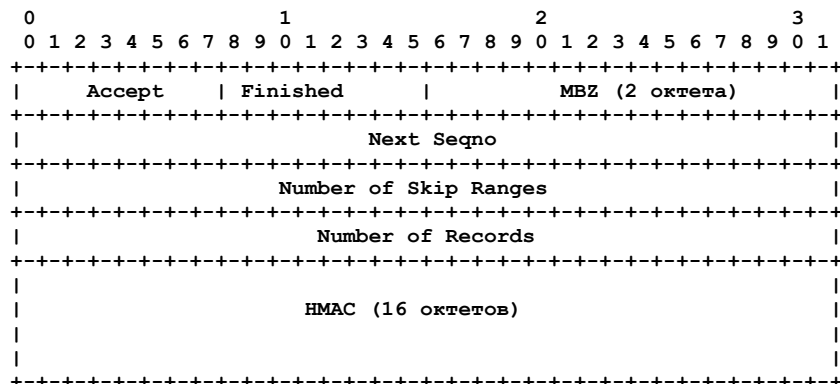 0                   1                   2                   3
0 1 2 3 4 5 6 7 8 9 0 1 2 3 4 5 6 7 8 9 0 1 2 3 4 5 6 7 8 9 0 1
+-+-+-+-+-+-+-+-+-+-+-+-+-+-+-+-+-+-+-+-+-+-+-+-+-+-+-+-+-+-+-+-+
|     Accept    | Finished      |          MBZ (2 октета)       |
+-+-+-+-+-+-+-+-+-+-+-+-+-+-+-+-+-+-+-+-+-+-+-+-+-+-+-+-+-+-+-+-+
|                           Next Seqno                          |
+-+-+-+-+-+-+-+-+-+-+-+-+-+-+-+-+-+-+-+-+-+-+-+-+-+-+-+-+-+-+-+-+
|                    Number of Skip Ranges                      |
+-+-+-+-+-+-+-+-+-+-+-+-+-+-+-+-+-+-+-+-+-+-+-+-+-+-+-+-+-+-+-+-+
|                       Number of Records                       |
+-+-+-+-+-+-+-+-+-+-+-+-+-+-+-+-+-+-+-+-+-+-+-+-+-+-+-+-+-+-+-+-+
|                                                               |
|                      HMAC (16 октетов)                        |
|                                                               |
|                                                               |
+-+-+-+-+-+-+-+-+-+-+-+-+-+-+-+-+-+-+-+-+-+-+-+-+-+-+-+-+-+-+-+-+